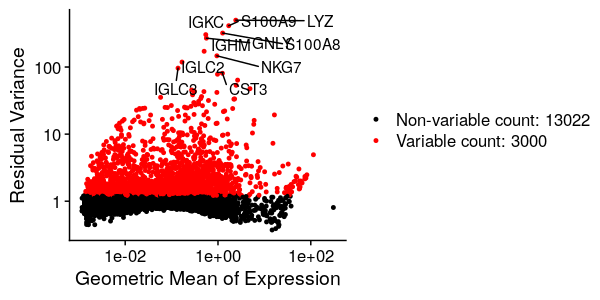 IGKC S100A9 LYZ
IGHM GNLY S100A8
IGLC2 NKG7
IGLC3 CST3
Residual Variance
100
10
1
1e-02 1e+00 1e+02
Geometric Mean of Expression
Non-variable count: 13022
Variable count: 3000